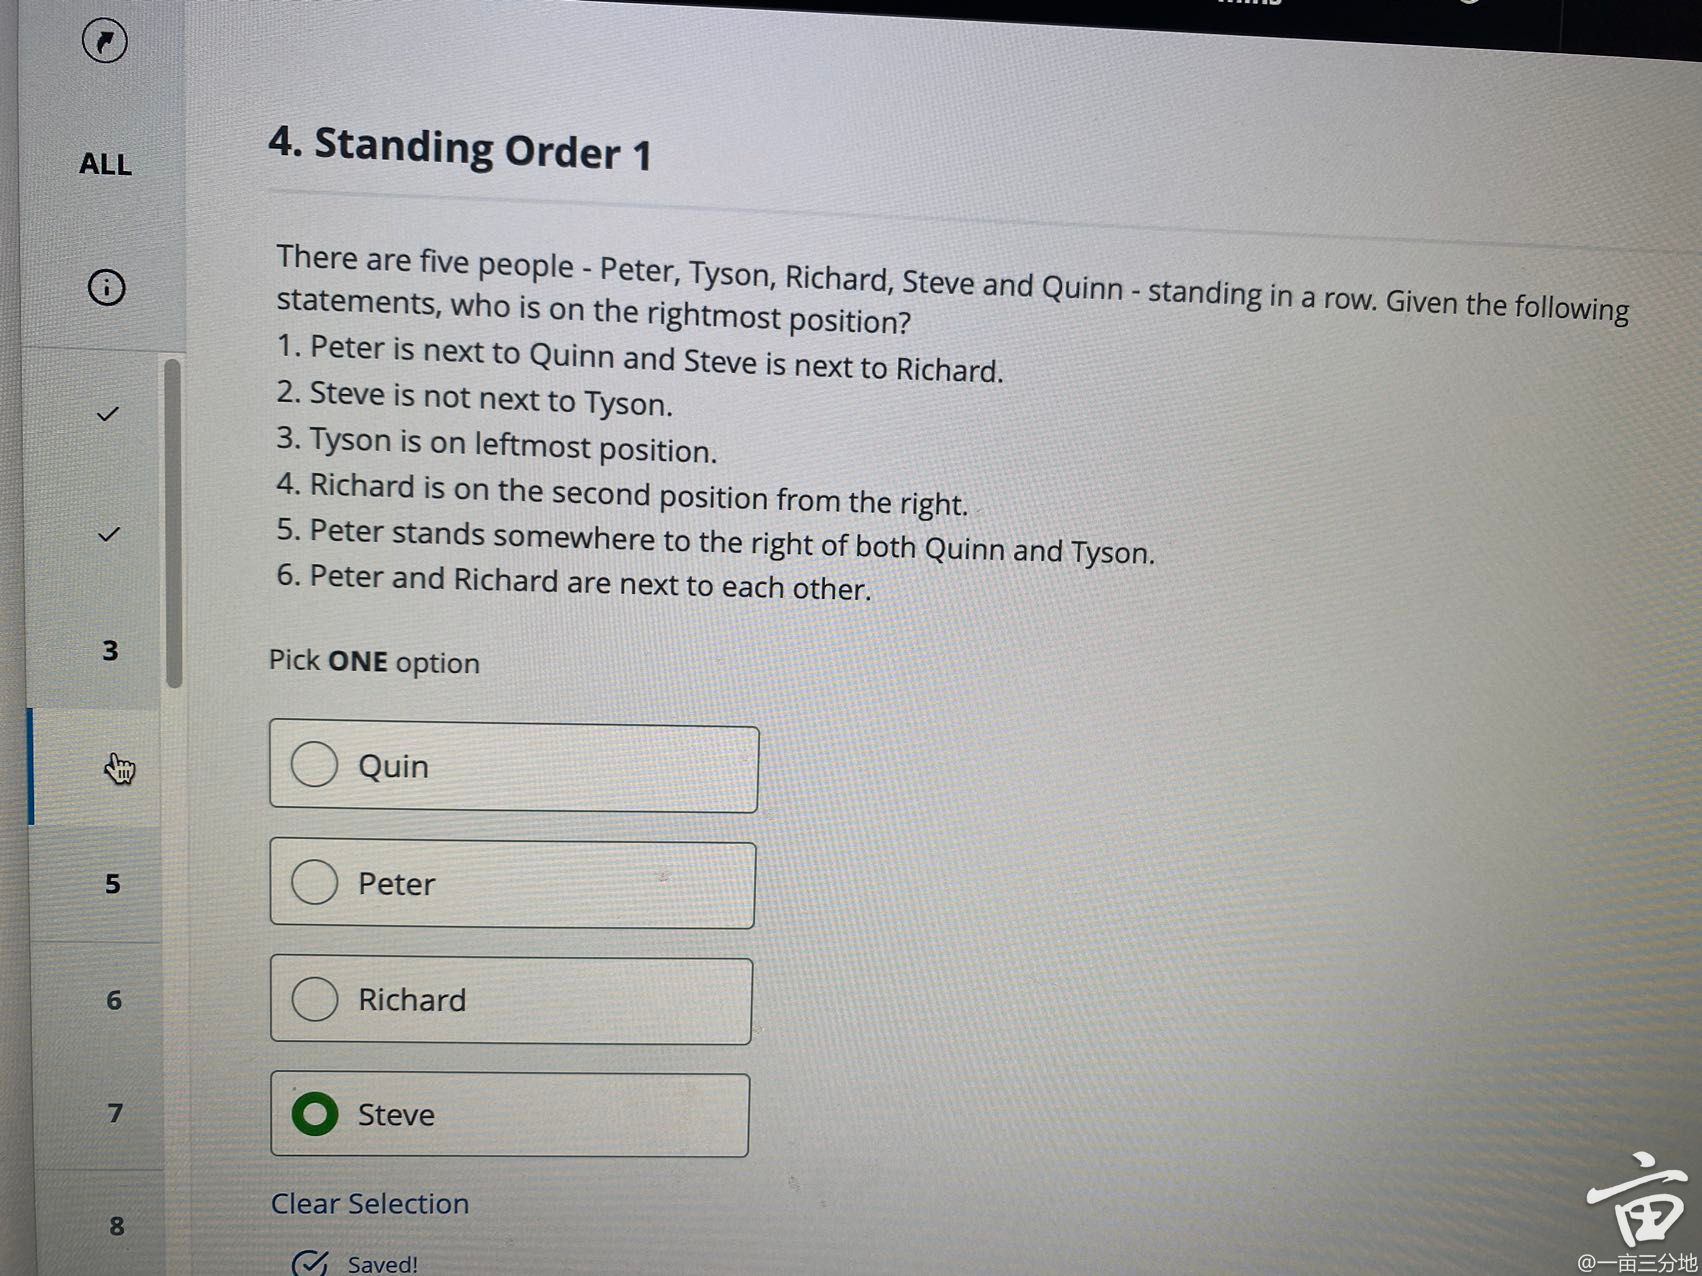 ALL
4. Standing Order 1
There are five people - Peter, Tyson, Richard, Steve and Quinn - standing in a row. Given the following
statements, who is on the rightmost position?
1. Peter is next to Quinn and Steve is next to Richard.
2. Steve is not next to Tyson.
3. Tyson is on leftmost position.
4. Richard is on the second position from the right.
5. Peter stands somewhere to the right of both Quinn and Tyson.
6. Peter and Richard are next to each other.
3
Pick ONE option
Quin
5
Peter
6
Richard
7
Steve
8
Clear Selection
Saved!
亩
@一亩三分地